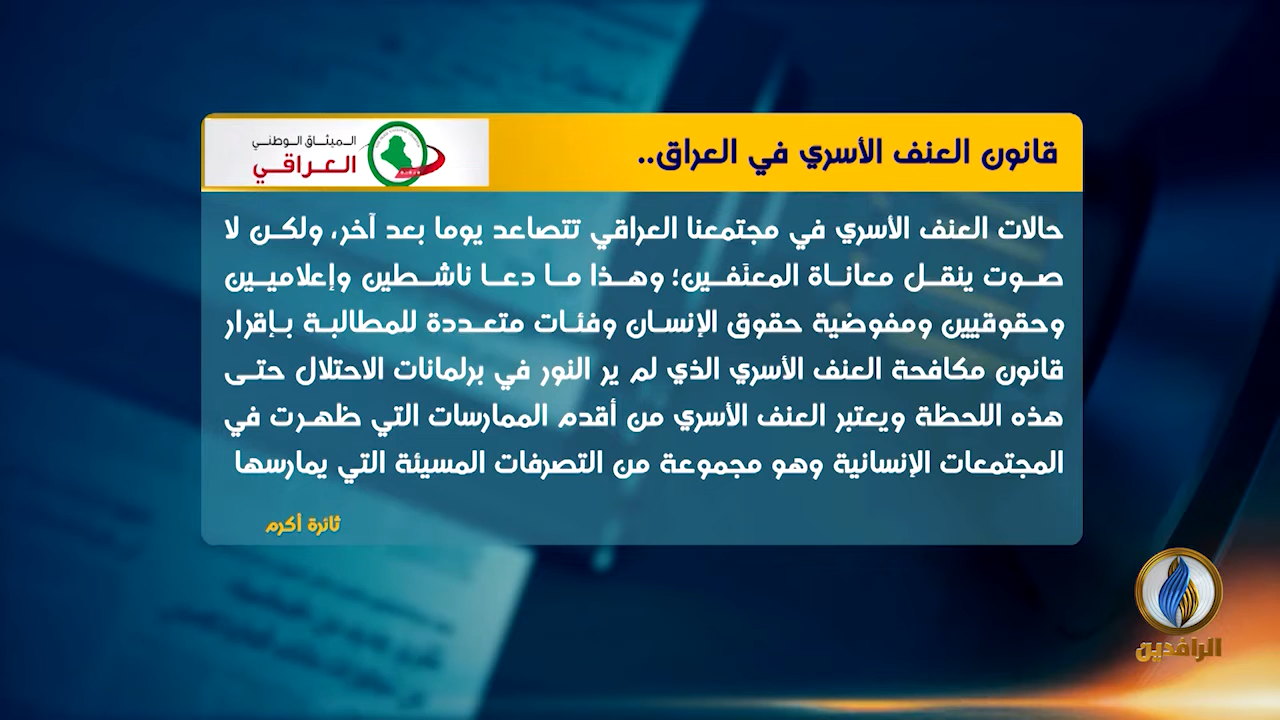 قانون العنف الأسري في العراق..
الميثاق الوطني
العراقي
حالات العنف الأسري في مجتمعنا العراقي تتصاعد يوما بعد آخر، ولكن لا
صوت ينقل معاناة المعنَفين؛ وهذا ما دعا ناشطين وإعلاميين
وحقوقيين ومفوضية حقوق الإنسان وفئات متعددة للمطالبة بإقرار
قانون مكافحة العنف الأسري الذي لم ير النور في برلمانات الاحتلال حتى
هذه اللحظة ويعتبر العنف الأسري من أقدم الممارسات التي ظهرت في
المجتمعات الإنسانية وهو مجموعة من التصرفات المسيئة التي يمارسها
ثائرة أكرم
الرافدين